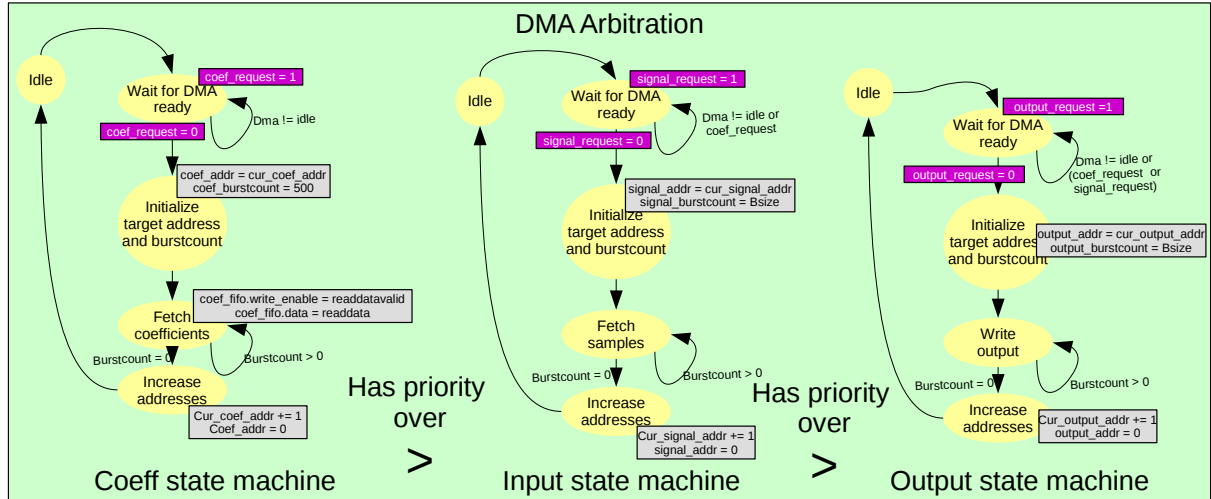 DMA Arbitration
Idle
coef_request = 1
Wait for DMA
ready
Dma != idle
coef_request = 0
coef_addr = cur_coef_addr
coef_burstcount = 500
Initialize
target address
and burstcount
coef_fifo.write_enable = readdatavalid
coef_fifo.data = readdata
Fetch
coefficients
Burstcount = 0
Burstcount > 0
Increase
addresses
Cur_coef_addr += 1
Coef_addr = 0
Coeff state machine
Has priority
over
>
Idle
signal_request = 1
Wait for DMA
ready
Dma != idle or
coef_request
signal_request = 0
signal_addr = cur_signal_addr
signal_burstcount = Bsize
Initialize
target address
and burstcount
Fetch
samples
Burstcount = 0
Burstcount > 0
Increase
addresses
Cur_signal_addr += 1
signal_addr = 0
Input state machine
Has priority
over
>
Idle
output_request =1
Wait for DMA
ready
Dma != idle or
(coef_request or
signal_request)
output_request = 0
Initialize
target address
and burstcount
output_addr = cur_output_addr
output_burstcount = Bsize
Write
output
Burstcount = 0
Burstcount > 0
Increase
addresses
Cur_output_addr += 1
output_addr = 0
Output state machine